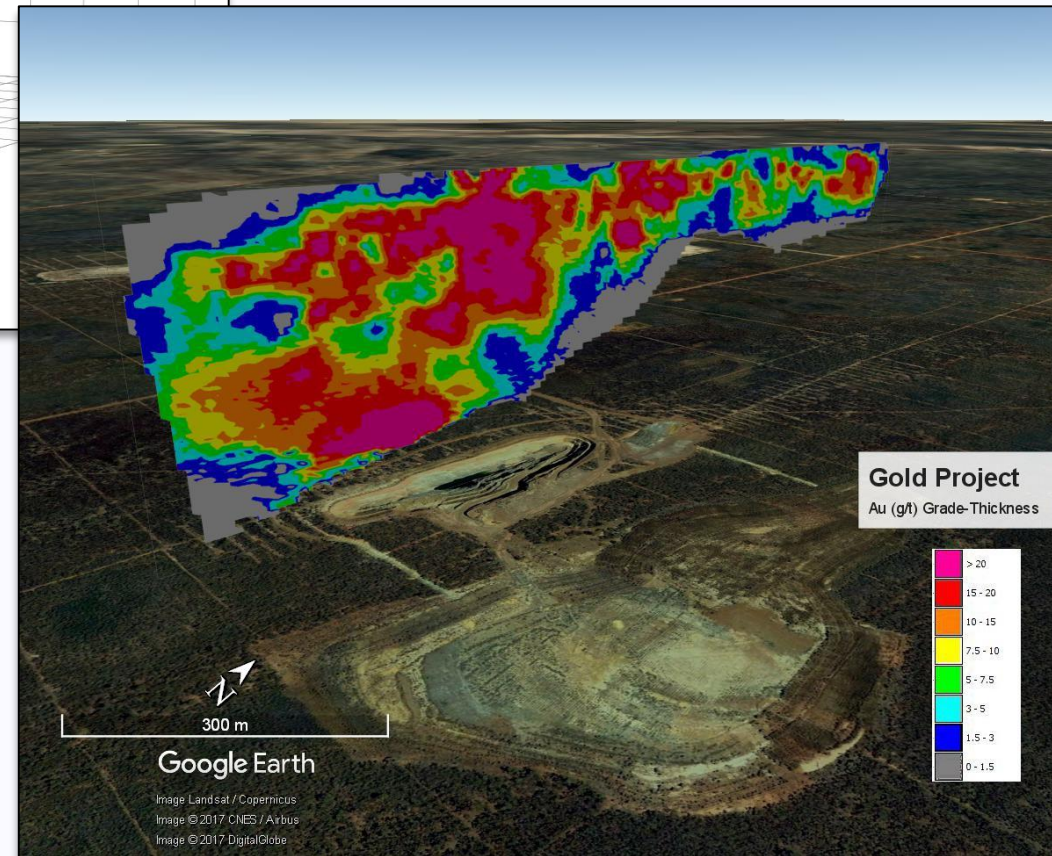 Gold Project
Au (g/t) Grade-Thickness
> 20
15 - 20
10 - 15
7.5 - 10
5 - 7.5
3 - 5
1.5 - 3
0 - 1.5
N
300 m
Google Earth
Image Landsat / Copernicus
Image © 2017 CNES / Airbus
Image © 2017 DigitalGlobe